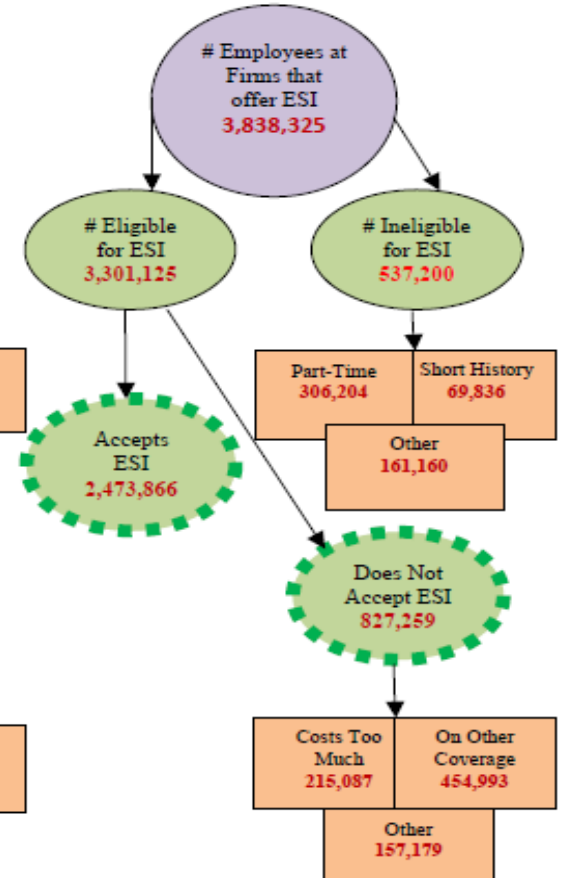 # Employees at
Firms that
offer ESI
3,838,325
# Eligible
for ESI
3,301,125
# Ineligible
for ESI
537,200
Part-Time
306,204
Short History
69,836
Other
161,160
Accepts
ESI
2,473,866
Does Not
Accept ESI
827,259
Costs Too
Much
215,087
On Other
Coverage
454,993
Other
157,179